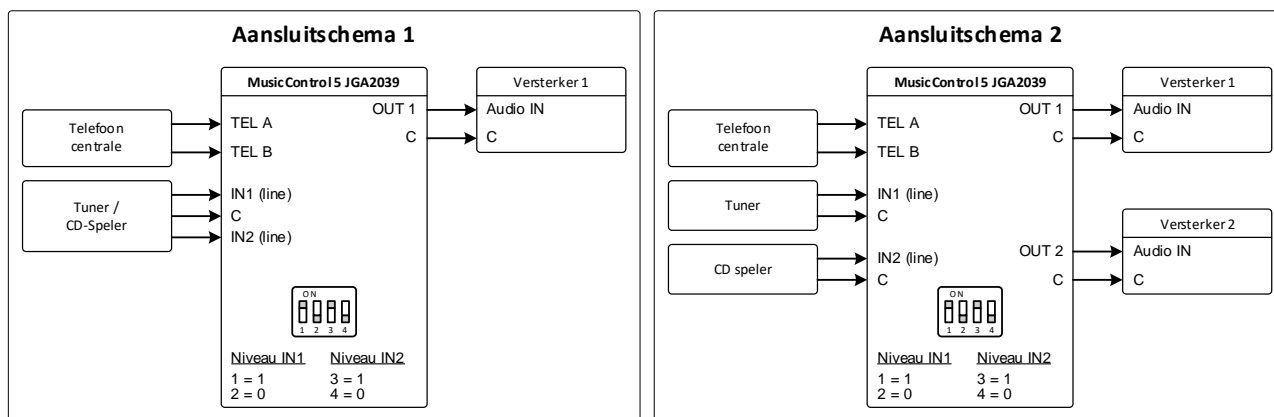 Aansluitschema 1
MusicControl 5 JGA2039
Versterker 1
OUT 1
Audio IN
C
C
Telefoon
centrale
TEL A
TEL B
Tuner /
CD-Speler
IN1 (line)
C
IN2 (line)
ON
1 2 3 4
Niveau IN1
Niveau IN2
1 = 1
3 = 1
2 = 0
4 = 0
Aansluitschema 2
MusicControl 5 JGA2039
Versterker 1
OUT 1
Audio IN
C
C
Telefoon
centrale
TEL A
TEL B
Tuner
IN1 (line)
C
Versterker 2
CD speler
IN2 (line)
C
OUT 2
Audio IN
C
C
ON
1 2 3 4
Niveau IN1
Niveau IN2
1 = 1
3 = 1
2 = 0
4 = 0